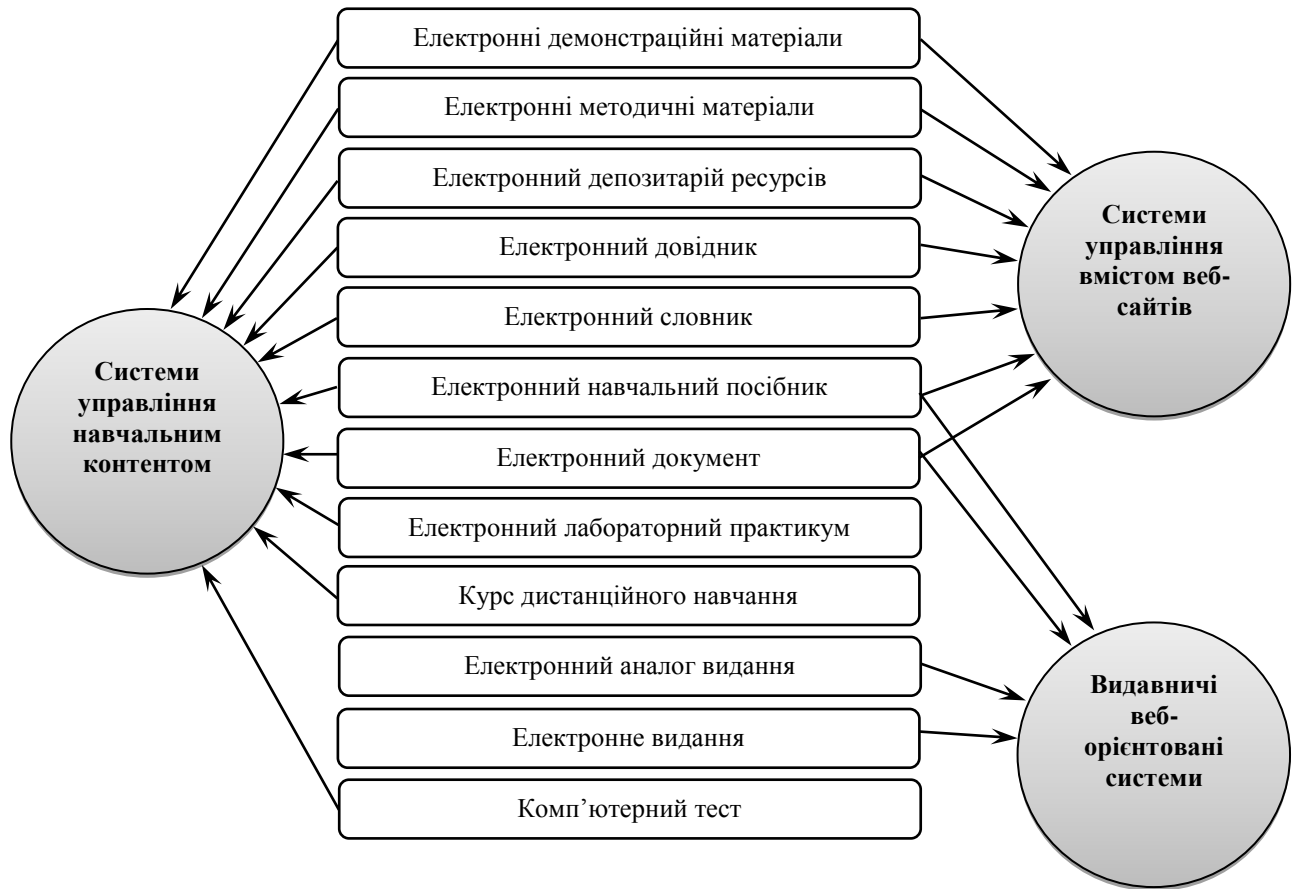 Електронні демонстраційні матеріали
Електронні методичні матеріали
Електронний депозитарій ресурсів
Електронний довідник
Електронний словник
Електронний навчальний посібник
Електронний документ
Електронний лабораторний практикум
Курс дистанційного навчання
Електронний аналог видання
Електронне видання
Комп’ютерний тест
Системи
управління
навчальним
контентом
Системи
управління
вмістом веб-
сайтів
Видавничі
веб-
орієнтовані
системи